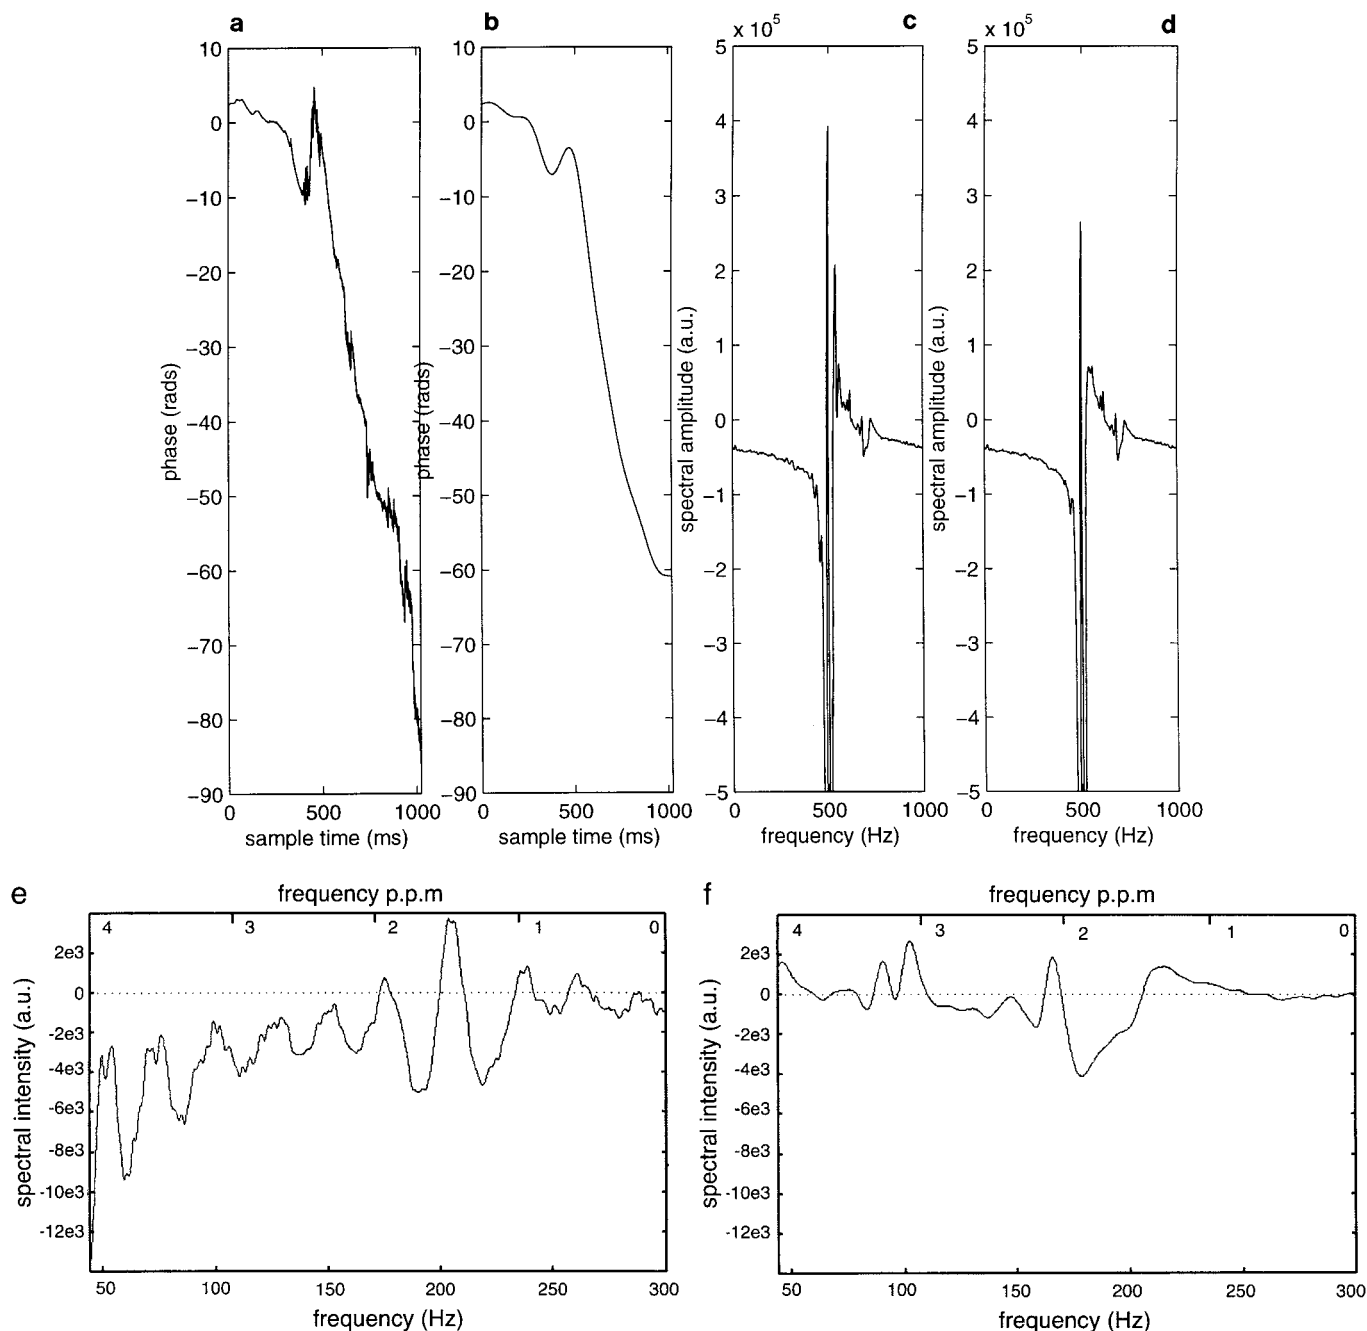 a
10
0
−10
−20
−30
−40
−50
−60
−70
−80
−90
phase (rads)
0 500 1000
sample time (ms)
b
10
0
−10
−20
−30
−40
−50
−60
−70
−80
−90
phase (rads)
0 500 1000
sample time (ms)
c
x 10^5
5
4
3
2
1
0
−1
−2
−3
−4
−5
spectral amplitude (a.u.)
0 500 1000
frequency (Hz)
d
x 10^5
5
4
3
2
1
0
−1
−2
−3
−4
−5
spectral amplitude (a.u.)
0 500 1000
frequency (Hz)
e
frequency p.p.m
4 3 2 1 0
2e3
0
-2e3
-4e3
-6e3
-8e3
-10e3
-12e3
spectral intensity (a.u.)
50 100 150 200 250 300
frequency (Hz)
f
frequency p.p.m
4 3 2 1 0
2e3
0
-2e3
-4e3
-6e3
-8e3
-10e3
-12e3
spectral intensity (a.u.)
50 100 150 200 250 300
frequency (Hz)